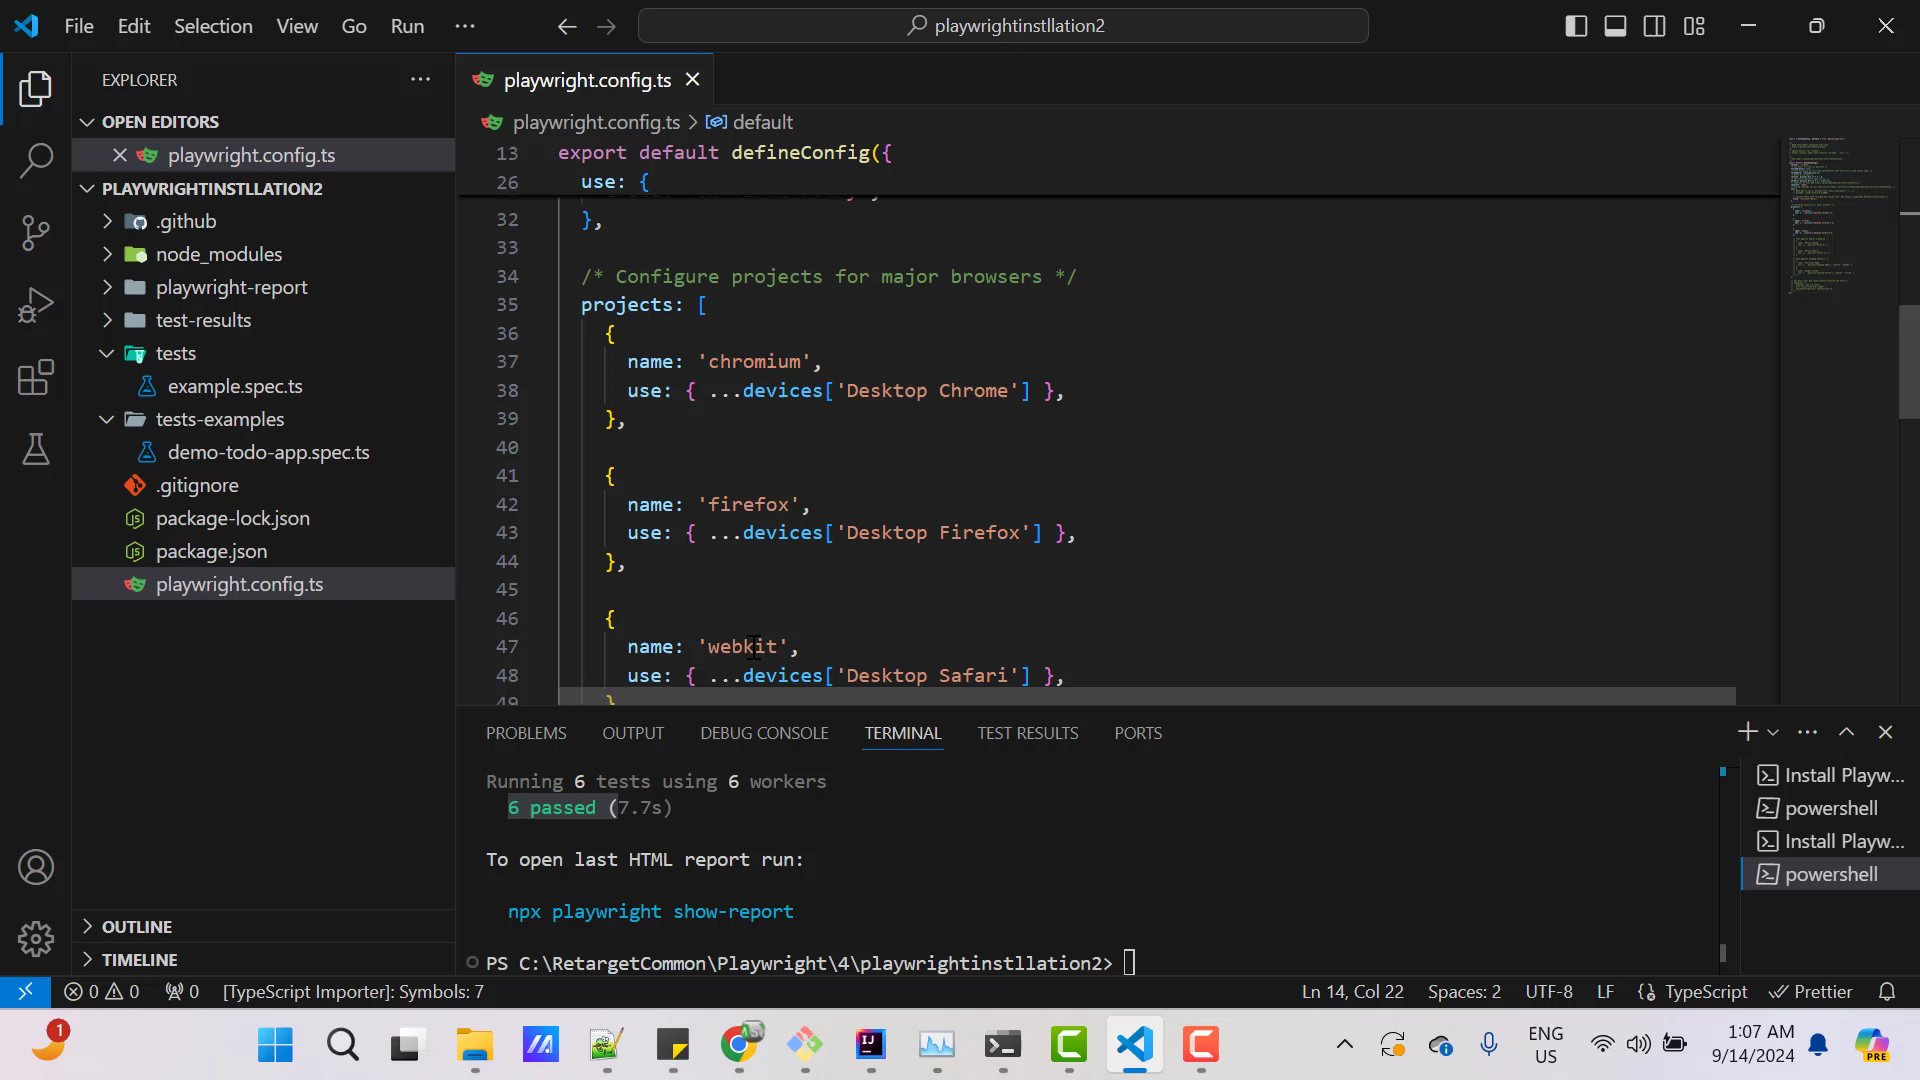 File Edit Selection View Go Run ···
playwrightinstllation2
EXPLORER
OPEN EDITORS
playwright.config.ts
PLAYWRIGHTINSTLLATION2
.github
node_modules
playwright-report
test-results
tests
example.spec.ts
tests-examples
demo-todo-app.spec.ts
.gitignore
package-lock.json
package.json
playwright.config.ts
OUTLINE
TIMELINE
playwright.config.ts
playwright.config.ts > default
13 export default defineConfig({
26 use: {
32 },
33
34 /* Configure projects for major browsers */
35 projects: [
36 {
37 name: 'chromium',
38 use: { ...devices['Desktop Chrome'] },
39 },
40
41 {
42 name: 'firefox',
43 use: { ...devices['Desktop Firefox'] },
44 },
45
46 {
47 name: 'webkit',
48 use: { ...devices['Desktop Safari'] },
49 }
PROBLEMS OUTPUT DEBUG CONSOLE TERMINAL TEST RESULTS PORTS
Running 6 tests using 6 workers
6 passed (7.7s)
To open last HTML report run:
npx playwright show-report
PS C:\RetargetCommon\Playwright\4\playwrightinstllation2>
Install Playw...
powershell
Install Playw...
powershell
0 0 0 [TypeScript Importer]: Symbols: 7 Ln 14, Col 22 Spaces: 2 UTF-8 LF {} TypeScript Prettier
1
ENG
US
1:07 AM
9/14/2024
PRE